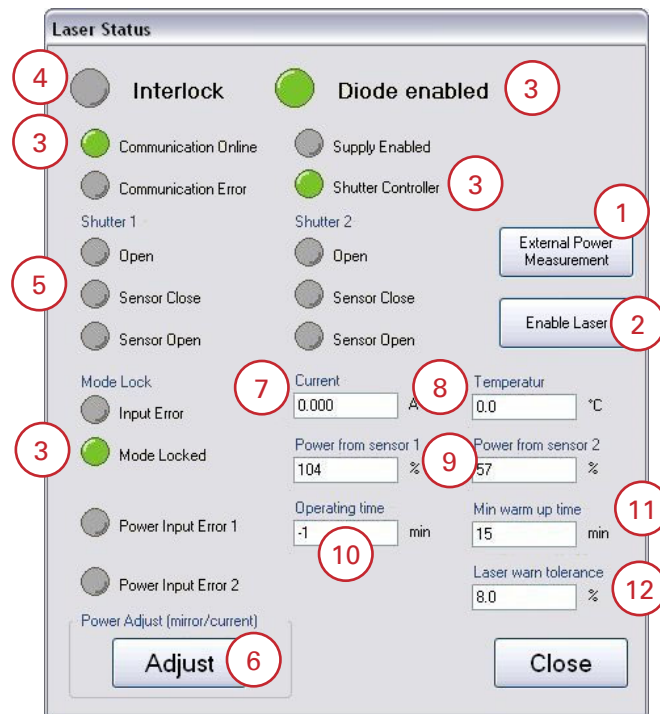 Laser Status
4 Interlock Diode enabled 3
3 Communication Online Supply Enabled
Communication Error Shutter Controller 3
1
Shutter 1 Shutter 2
Open Open
External Power
Measurement
5 Sensor Close Sensor Close
Enable Laser 2
Sensor Open Sensor Open
Mode Lock 7 Current 8 Temperatur
Input Error 0.000 A 0.0 °C
3 Mode Locked
Power from sensor 1 9 Power from sensor 2
104 % 57 %
Operating time Min warm up time 11
Power Input Error 1 -1 min 15 min
10
Power Input Error 2
Laser warn tolerance 12
8.0 %
Power Adjust (mirror/current)
Adjust 6 Close